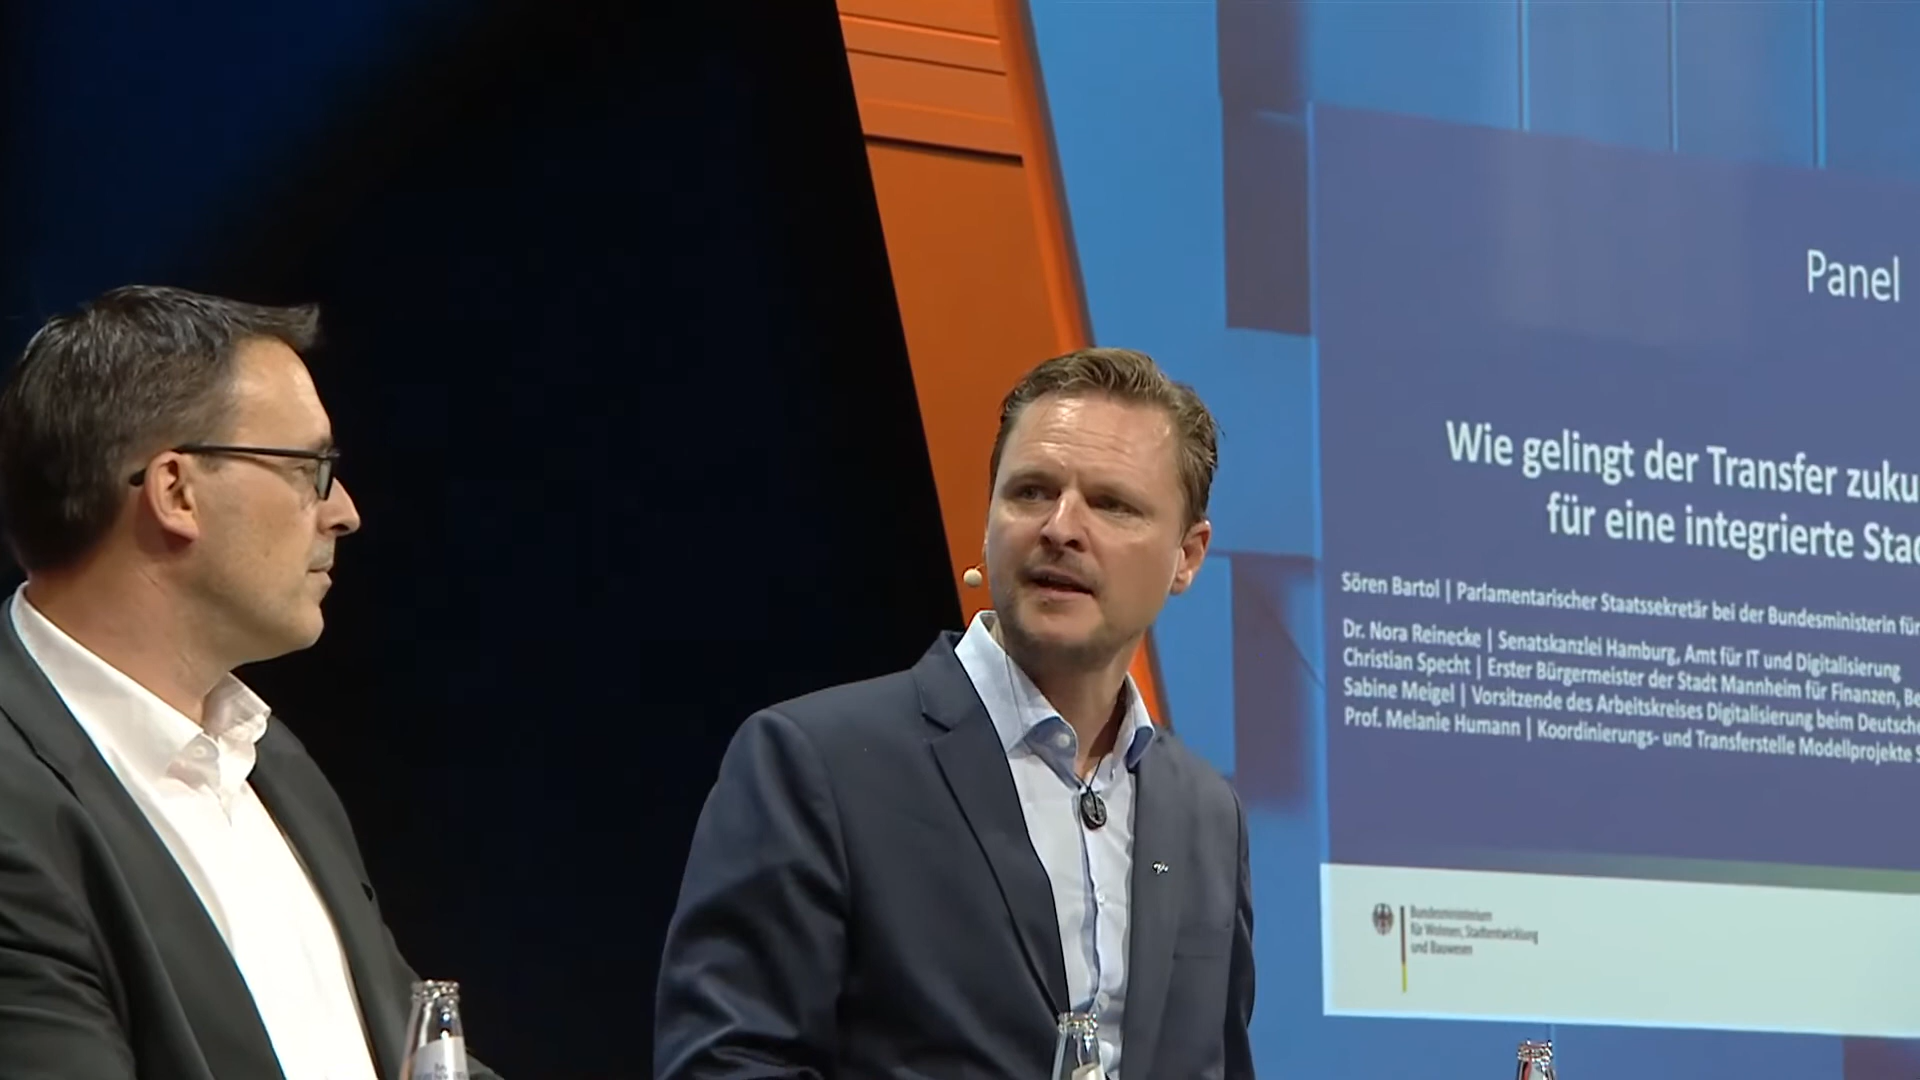 Panel
Wie gelingt der Transfer zuku
für eine integrierte Stad
Sören Bartol | Parlamentarischer Staatssekretär bei der Bundesministerin für
Dr. Nora Reinecke | Senatskanzlei Hamburg, Amt für IT und Digitalisierung
Christian Specht | Erster Bürgermeister der Stadt Mannheim für Finanzen, Be
Sabine Meigel | Vorsitzende des Arbeitskreises Digitalisierung beim Deutsche
Prof. Melanie Humann | Koordinierungs- und Transferstelle Modellprojekte S
Bundesministerium
für Wohnen, Stadtentwicklung
und Bauwesen